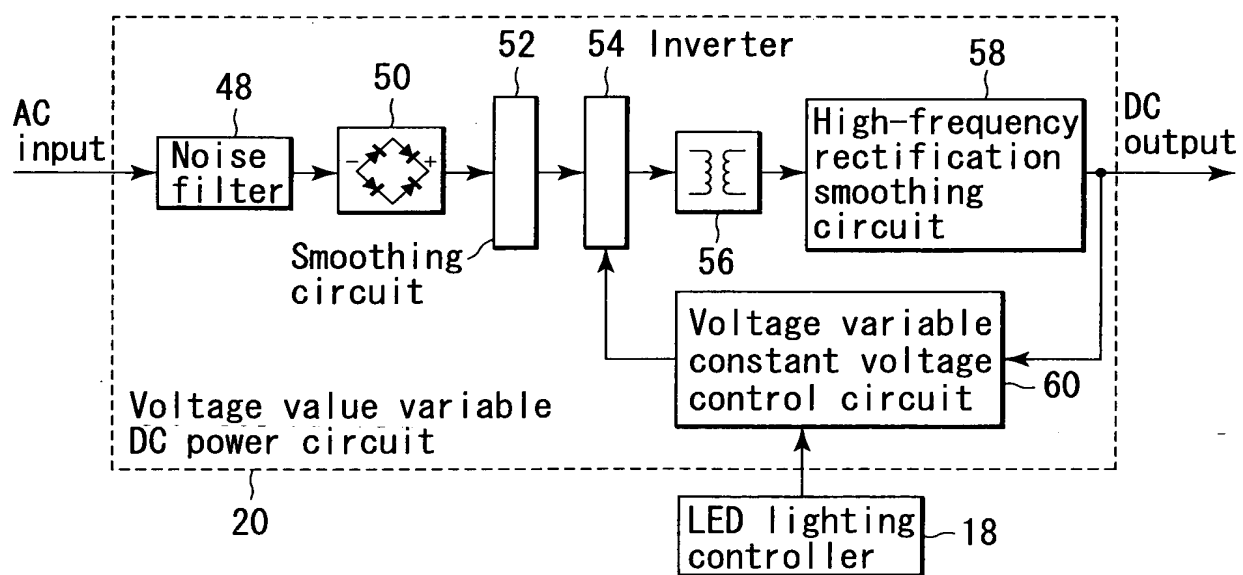 52
54 Inverter
58
50
48
AC
input
Noise
filter
- +
High-frequency
rectification
smoothing
circuit
DC
output
Smoothing
circuit
56
Voltage variable
constant voltage
control circuit
60
Voltage value variable
DC power circuit
20
LED lighting
controller
18